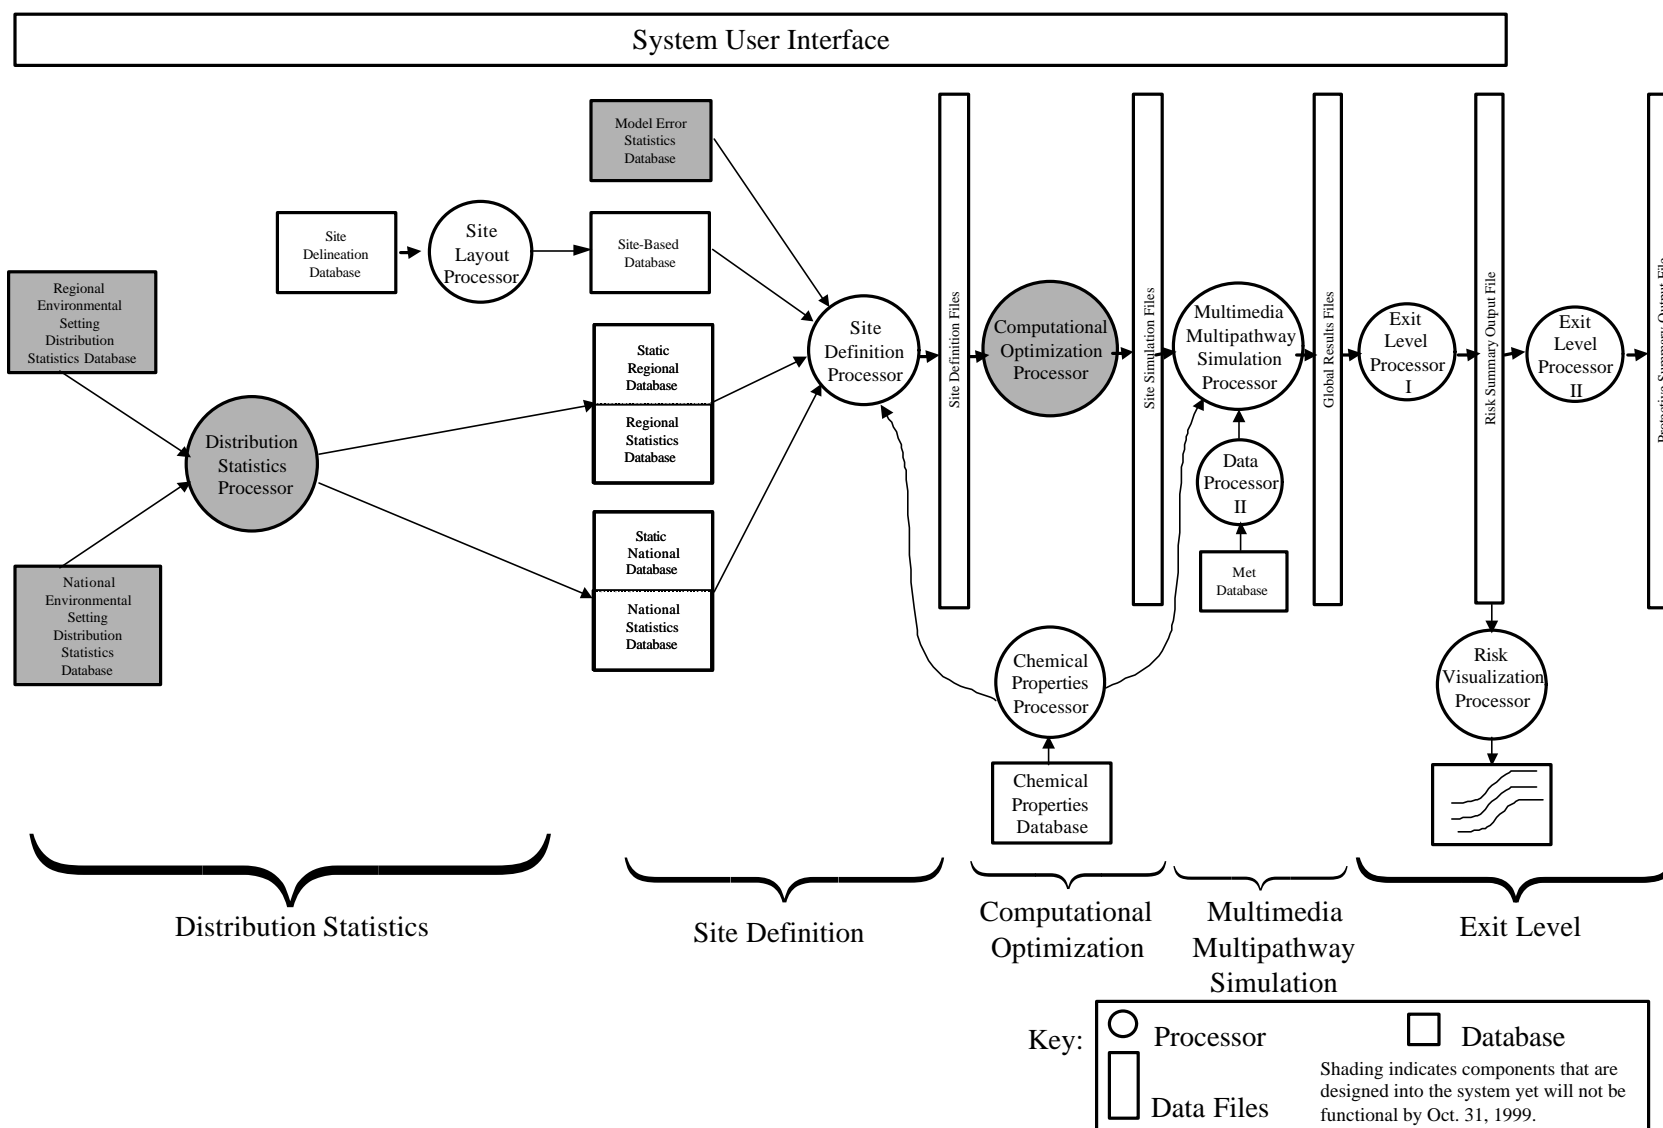 System User Interface
Model Error
Statistics
Database
Site
Delineation
Database
Site
Layout
Processor
Site-Based
Database
Regional
Environmental
Setting
Distribution
Statistics Database
Static
Regional
Database
Regional
Statistics
Database
Distribution
Statistics
Processor
National
Environmental
Setting
Distribution
Statistics
Database
Static
National
Database
National
Statistics
Database
Site
Definition
Processor
Site Definition Files
Computational
Optimization
Processor
Site Simulation Files
Multimedia
Multipathway
Simulation
Processor
Data
Processor
II
Met
Database
Global Results Files
Exit
Level
Processor
I
Risk Summary Output File
Exit
Level
Processor
II
Protective Summary Output File
Chemical
Properties
Processor
Chemical
Properties
Database
Risk
Visualization
Processor
Distribution Statistics
Site Definition
Computational
Optimization
Multimedia
Multipathway
Simulation
Exit Level
Key:
Processor
Database
Data Files
Shading indicates components that are
designed into the system yet will not be
functional by Oct. 31, 1999.